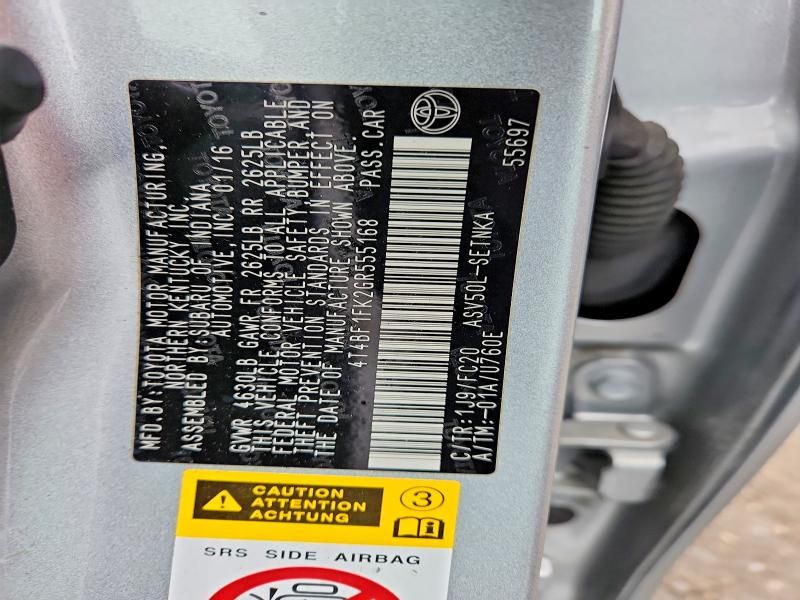 MFD.BY:TOYOTA MOTOR MANUFACTURING,
NORTHERN KENTUCKY INC.
ASSEMBLED BY:SUBARU OF INDIANA
AUTOMOTIVE, INC. 01/16
GVWR 4630LB GAWR FR 2625LB RR 2625LB
THIS VEHICLE CONFORMS TO ALL APPLICABLE
FEDERAL MOTOR VEHICLE SAFETY BUMPER,AND
THEFT PREVENTION STANDARDS IN EFFECT ON
THE DATE OF MANUFACTURE SHOWN ABOVE.
4T4BF1FK2GR555168 PASS.CAR
C/TR:1J9/FC20 ASV50L-SETNKA
A/TM:-01A/U760E 55697
CAUTION
ATTENTION
ACHTUNG
3
SRS SIDE AIRBAG